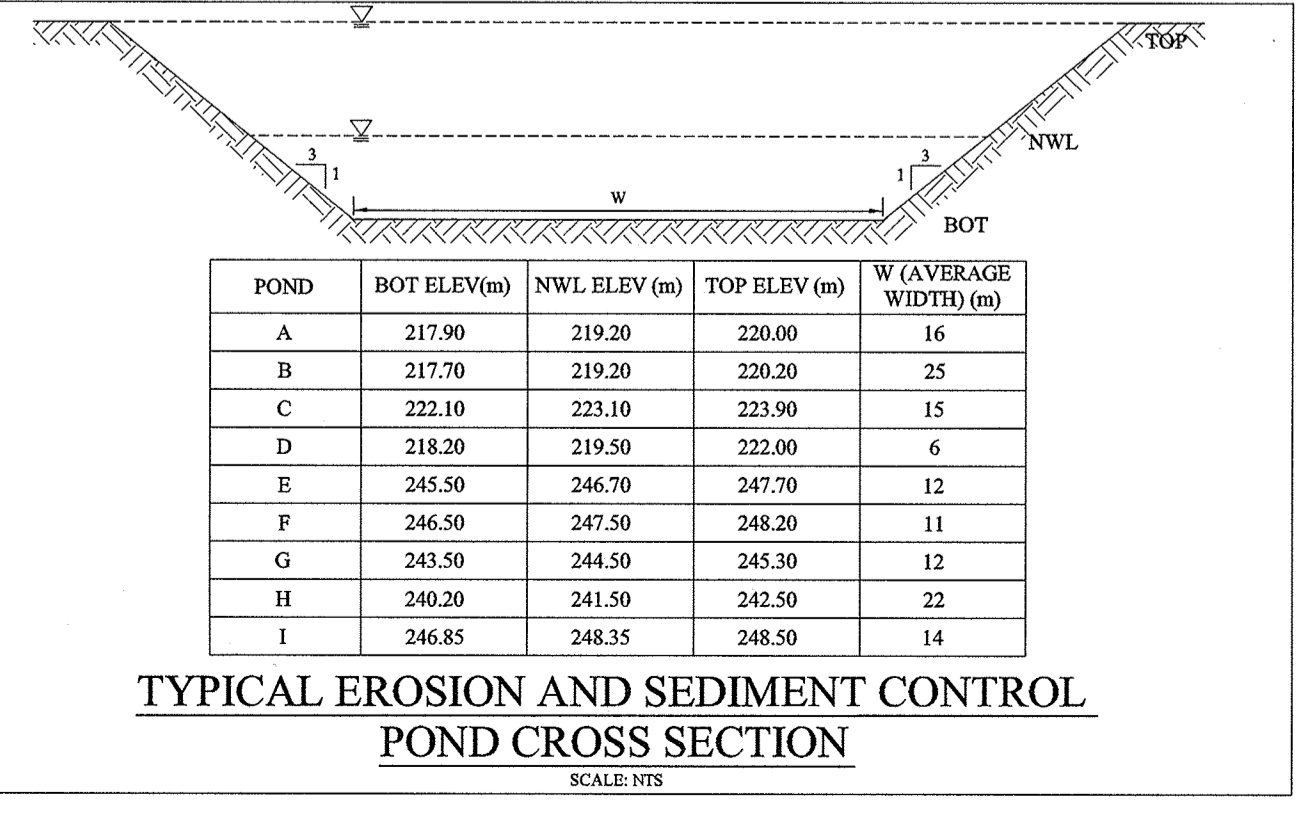 TOP
NWL
3
1
3
1
W
BOT
POND BOT ELEV(m) NWL ELEV (m) TOP ELEV (m) W (AVERAGE
WIDTH) (m)
A 217.90 219.20 220.00 16
B 217.70 219.20 220.20 25
C 222.10 223.10 223.90 15
D 218.20 219.50 222.00 6
E 245.50 246.70 247.70 12
F 246.50 247.50 248.20 11
G 243.50 244.50 245.30 12
H 240.20 241.50 242.50 22
I 246.85 248.35 248.50 14
TYPICAL EROSION AND SEDIMENT CONTROL
POND CROSS SECTION
SCALE: NTS